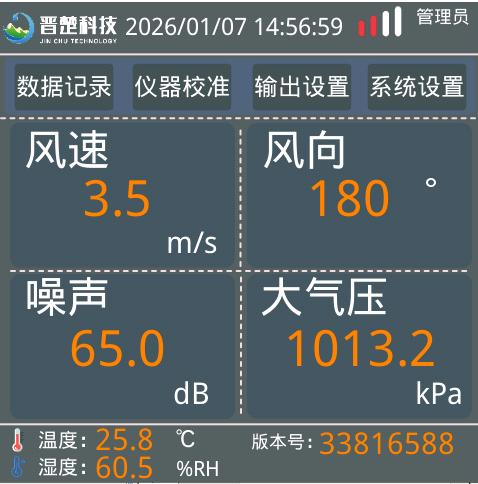 晋楚科技 2026/01/07 14:56:59 管理员
JIN CHU TECHNOLOGY
数据记录 仪器校准 输出设置 系统设置
风速 风向
3.5 180 °
m/s
噪声 大气压
65.0 1013.2
dB kPa
温度: 25.8 ℃ 版本号: 33816588
湿度: 60.5 %RH